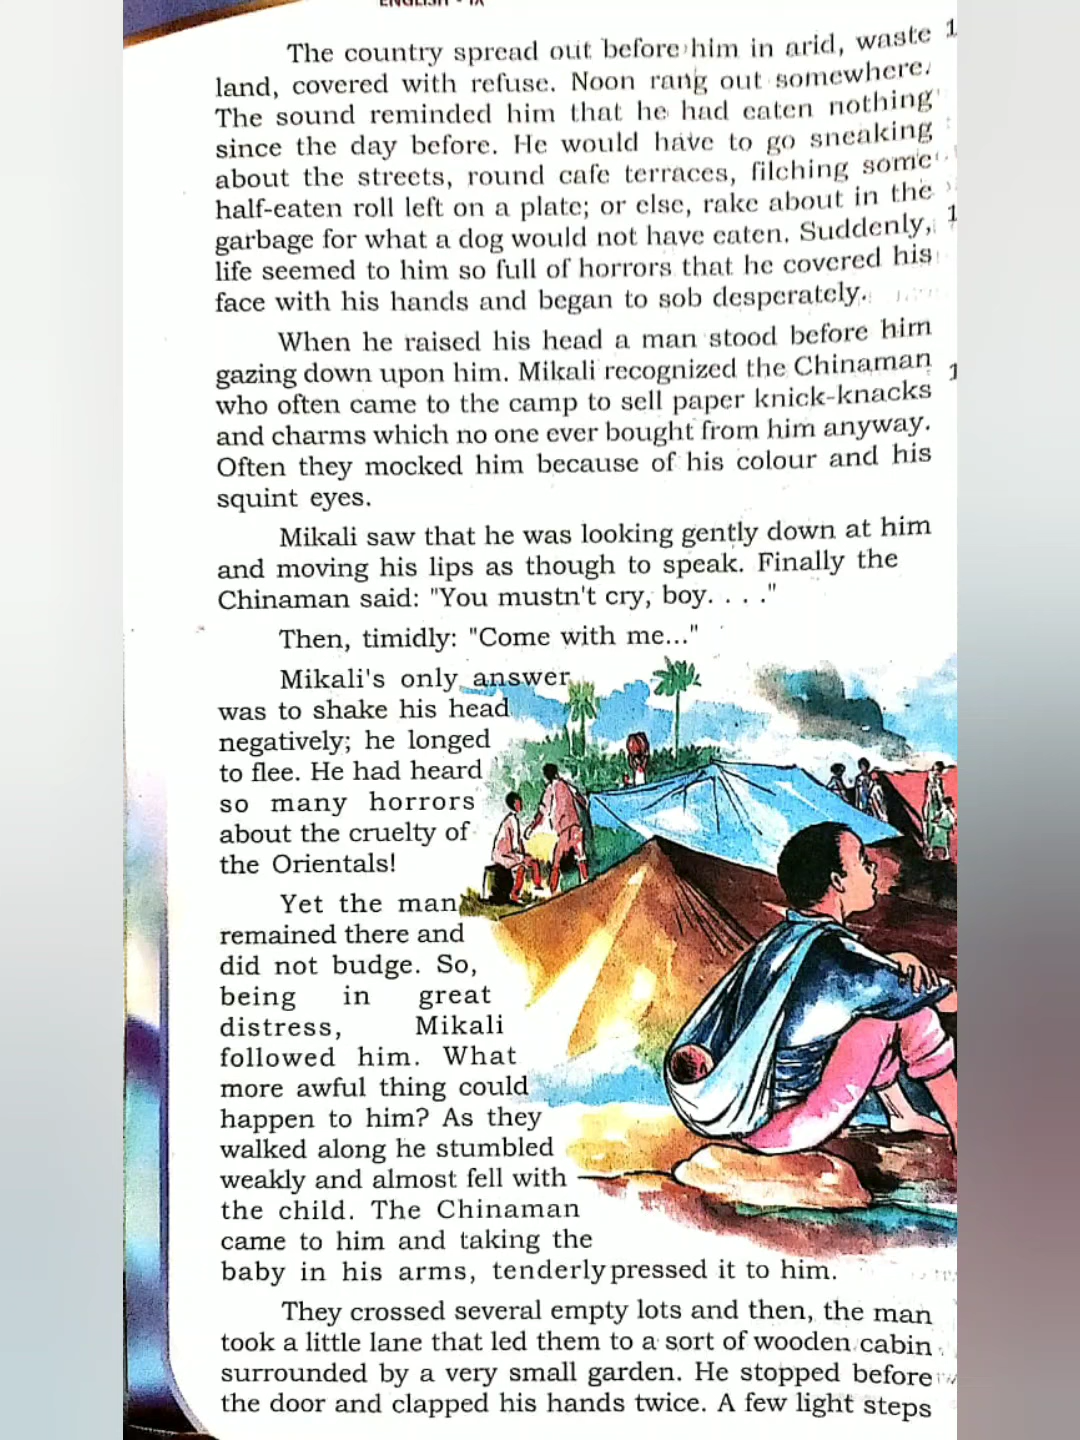 ENGLISH - IX
The country spread out before him in arid, waste 1
land, covered with refuse. Noon rang out somewhere.
The sound reminded him that he had eaten nothing
since the day before. He would have to go sneaking
about the streets, round cafe terraces, filching some
half-eaten roll left on a plate; or else, rake about in the
garbage for what a dog would not have eaten. Suddenly, 1
life seemed to him so full of horrors that he covered his
face with his hands and began to sob desperately.
When he raised his head a man stood before him
gazing down upon him. Mikali recognized the Chinaman 1
who often came to the camp to sell paper knick-knacks
and charms which no one ever bought from him anyway.
Often they mocked him because of his colour and his
squint eyes.
Mikali saw that he was looking gently down at him
and moving his lips as though to speak. Finally the
Chinaman said: "You mustn't cry, boy. . . ."
Then, timidly: "Come with me..."
Mikali's only answer
was to shake his head
negatively; he longed
to flee. He had heard
so many horrors
about the cruelty of
the Orientals!
Yet the man
remained there and
did not budge. So,
being in great
distress, Mikali
followed him. What
more awful thing could
happen to him? As they
walked along he stumbled
weakly and almost fell with
the child. The Chinaman
came to him and taking the
baby in his arms, tenderly pressed it to him.
They crossed several empty lots and then, the man
took a little lane that led them to a sort of wooden cabin
surrounded by a very small garden. He stopped before
the door and clapped his hands twice. A few light steps